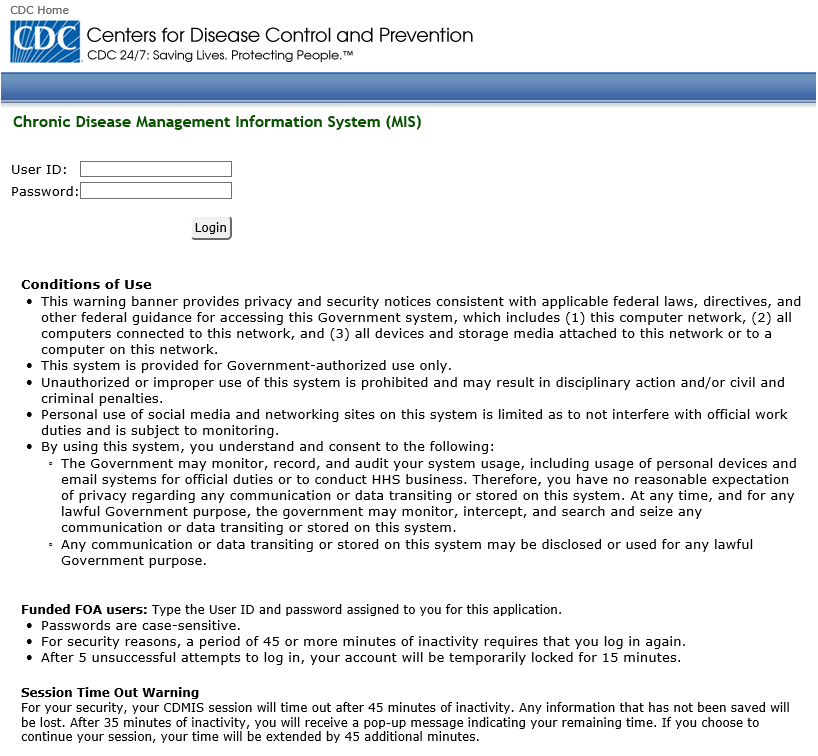 CDC Home
CDC Centers for Disease Control and Prevention
CDC 24/7: Saving Lives. Protecting People.™
Chronic Disease Management Information System (MIS)
User ID:
Password:
Login
Conditions of Use
• This warning banner provides privacy and security notices consistent with applicable federal laws, directives, and
other federal guidance for accessing this Government system, which includes (1) this computer network, (2) all
computers connected to this network, and (3) all devices and storage media attached to this network or to a
computer on this network.
• This system is provided for Government-authorized use only.
• Unauthorized or improper use of this system is prohibited and may result in disciplinary action and/or civil and
criminal penalties.
• Personal use of social media and networking sites on this system is limited as to not interfere with official work
duties and is subject to monitoring.
• By using this system, you understand and consent to the following:
◦ The Government may monitor, record, and audit your system usage, including usage of personal devices and
email systems for official duties or to conduct HHS business. Therefore, you have no reasonable expectation
of privacy regarding any communication or data transiting or stored on this system. At any time, and for any
lawful Government purpose, the government may monitor, intercept, and search and seize any
communication or data transiting or stored on this system.
◦ Any communication or data transiting or stored on this system may be disclosed or used for any lawful
Government purpose.
Funded FOA users: Type the User ID and password assigned to you for this application.
• Passwords are case-sensitive.
• For security reasons, a period of 45 or more minutes of inactivity requires that you log in again.
• After 5 unsuccessful attempts to log in, your account will be temporarily locked for 15 minutes.
Session Time Out Warning
For your security, your CDMIS session will time out after 45 minutes of inactivity. Any information that has not been saved will
be lost. After 35 minutes of inactivity, you will receive a pop-up message indicating your remaining time. If you choose to
continue your session, your time will be extended by 45 additional minutes.